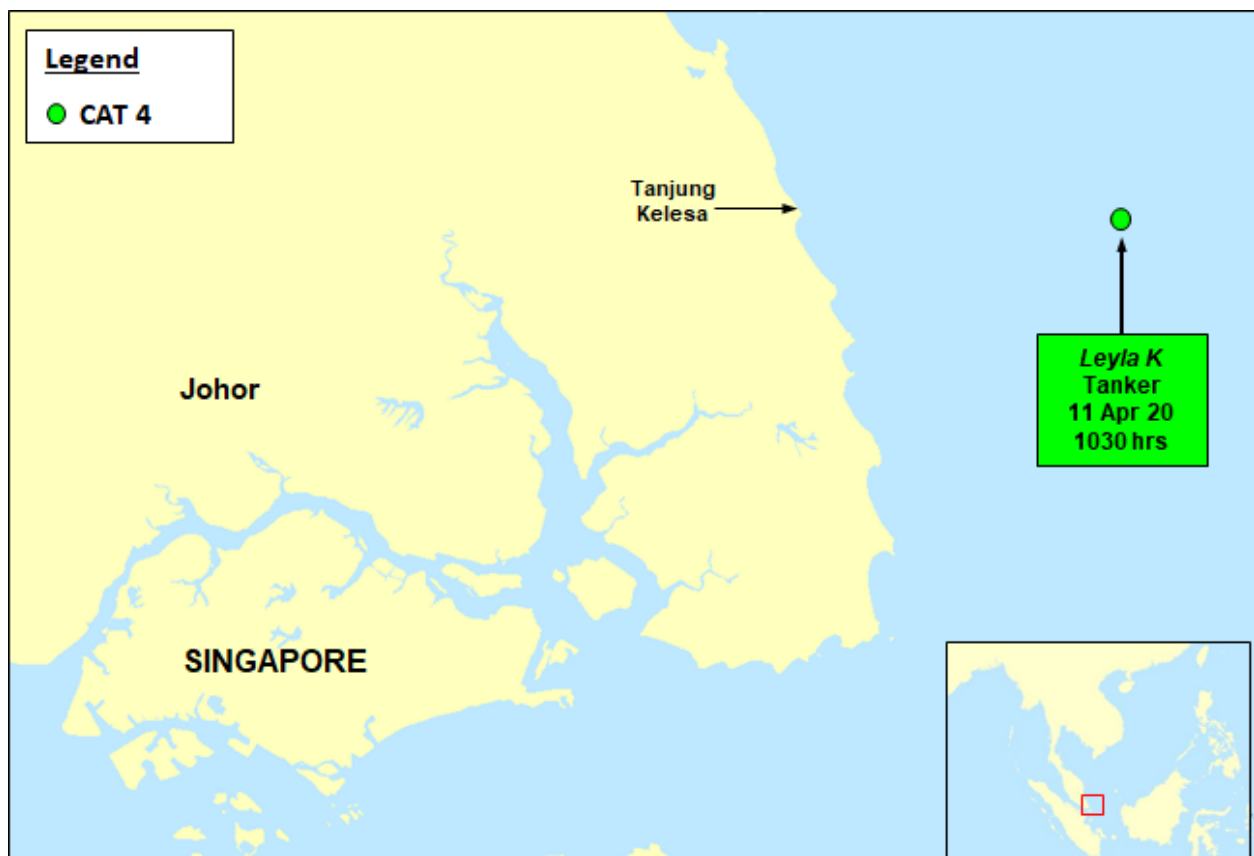 Legend
CAT 4
Tanjung
Kelesa
Leyla K
Tanker
11 Apr 20
1030 hrs
Johor
SINGAPORE